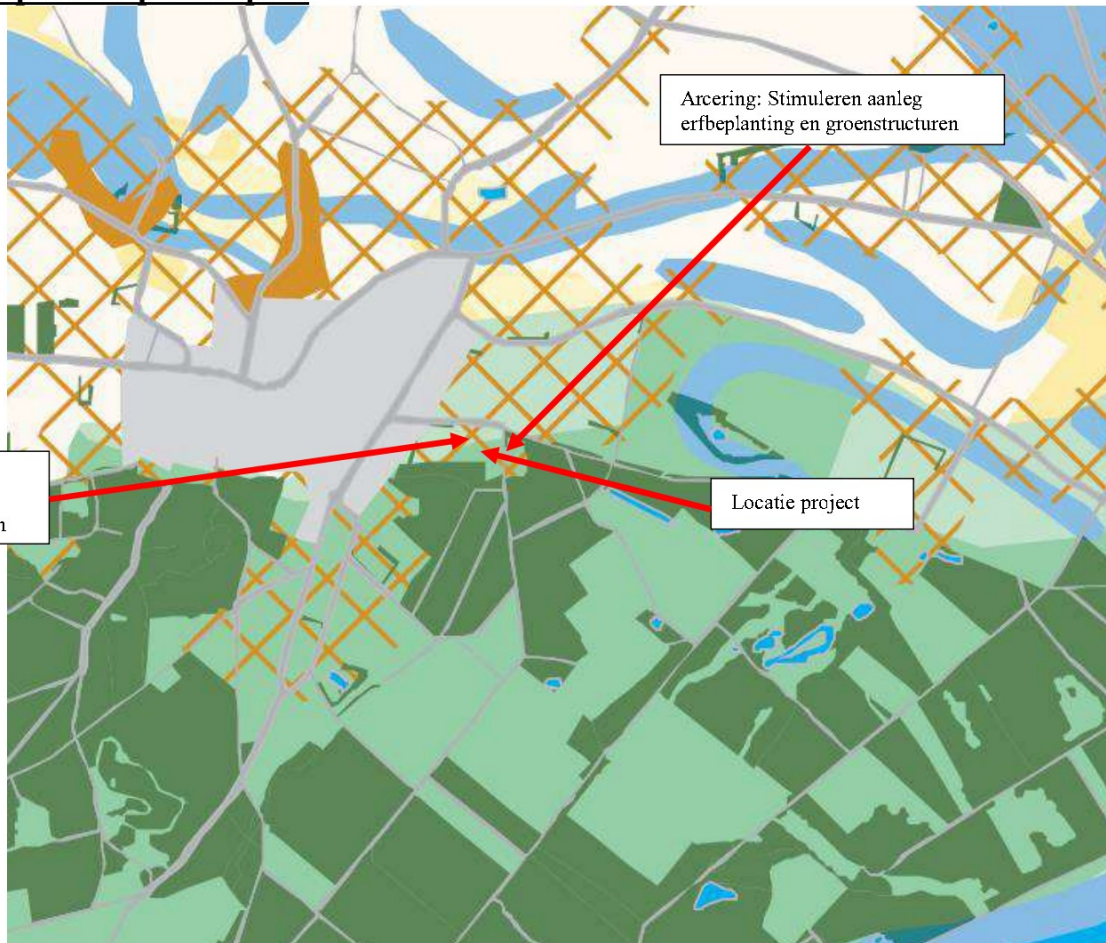 Arcering: Stimuleren aanleg
erfbeplanting en groenstructuren
Locatie project